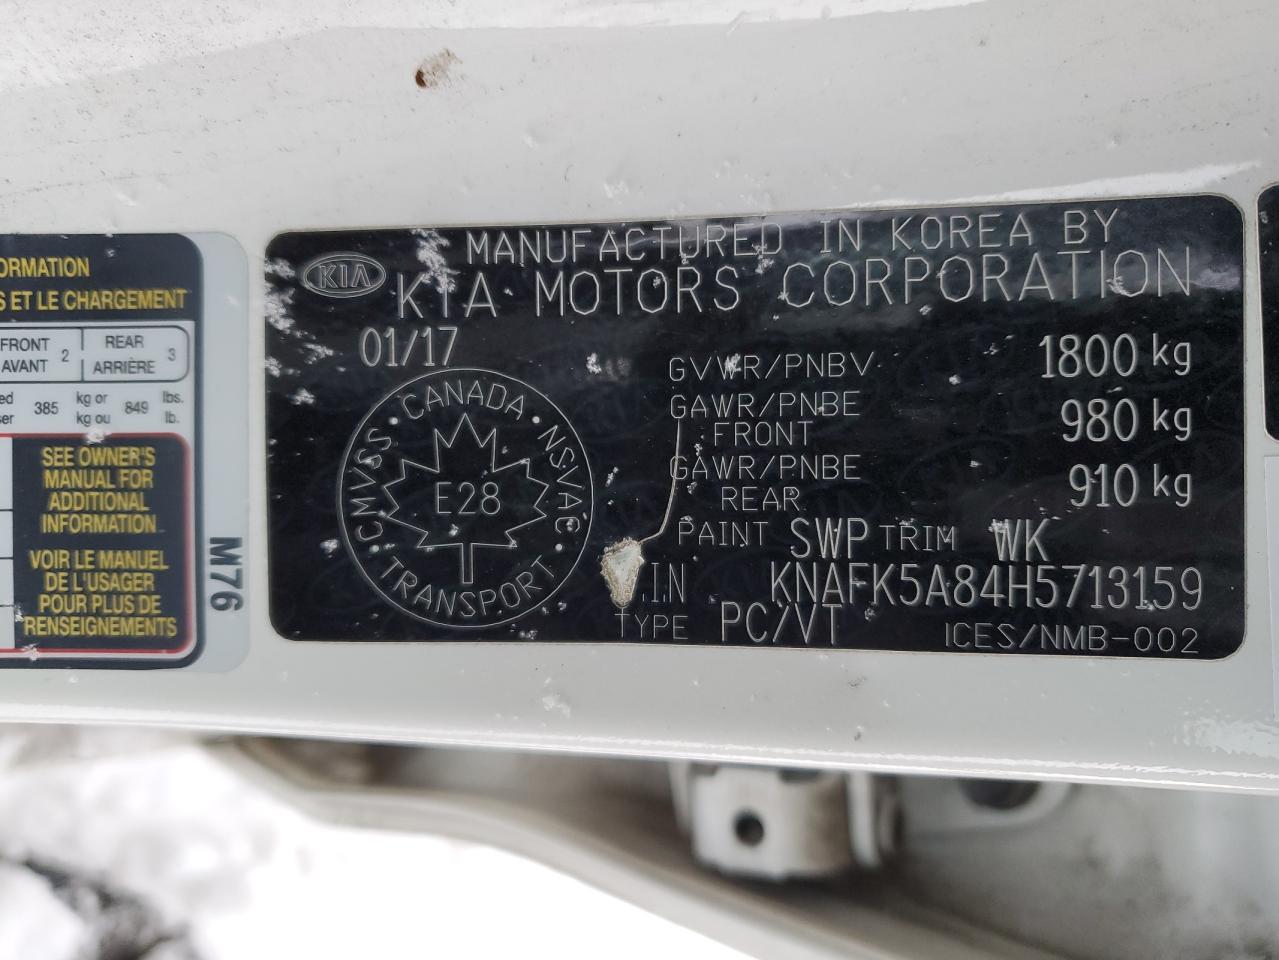 ORMATION
S ET LE CHARGEMENT
FRONT
AVANT 2
REAR
ARRIÈRE 3
385 kg or
kg ou 849 lbs.
lb.
SEE OWNER'S
MANUAL FOR
ADDITIONAL
INFORMATION
VOIR LE MANUEL
DE L'USAGER
POUR PLUS DE
RENSEIGNEMENTS
M76
KIA
MANUFACTURED IN KOREA BY
KIA MOTORS CORPORATION
01/17
CMVSS • CANADA • NSVAC • TRANSPORT •
E28
GVWR/PNBV 1800 kg
GAWR/PNBE
FRONT 980 kg
GAWR/PNBE
REAR 910 kg
PAINT SWP TRIM WK
V.I.N KNAFK5A84H5713159
TYPE PC/VT ICES/NMB-002